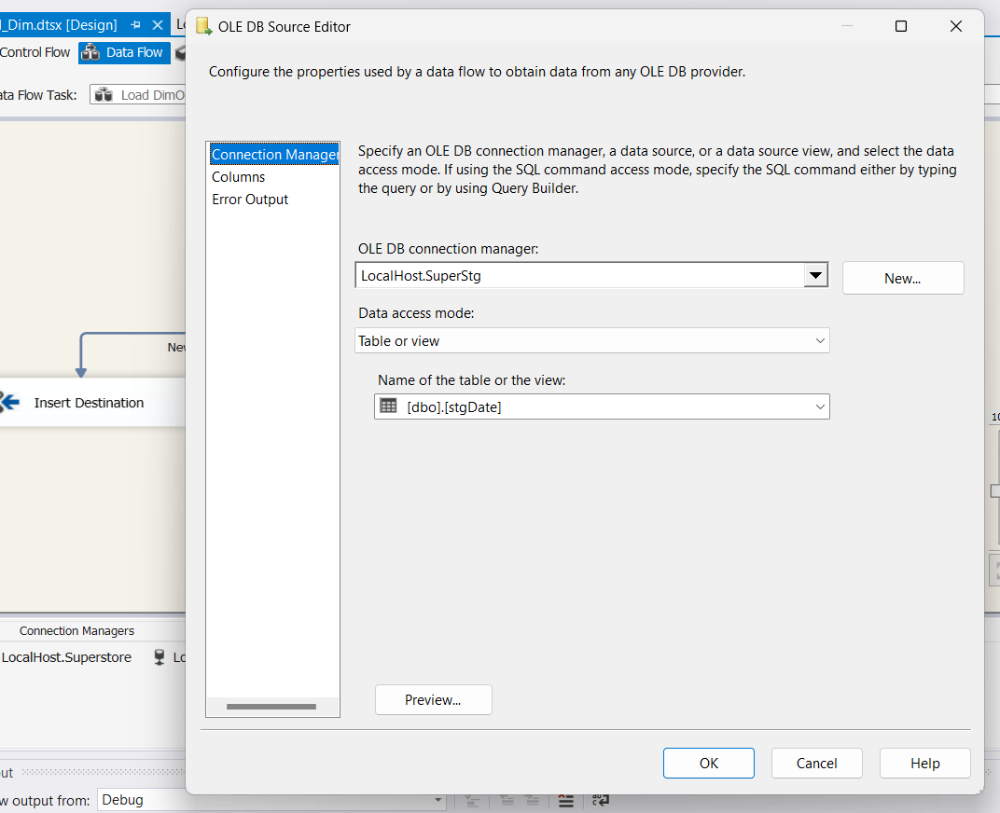 l_Dim.dtsx [Design]
OLE DB Source Editor
Control Flow
Data Flow
Configure the properties used by a data flow to obtain data from any OLE DB provider.
ata Flow Task:
Load DimO
Connection Manager
Columns
Error Output
Specify an OLE DB connection manager, a data source, or a data source view, and select the data
access mode. If using the SQL command access mode, specify the SQL command either by typing
the query or by using Query Builder.
OLE DB connection manager:
LocalHost.SuperStg
New...
Data access mode:
Table or view
Name of the table or the view:
[dbo].[stgDate]
New
Insert Destination
10
Connection Managers
LocalHost.Superstore
Lo
Preview...
OK
Cancel
Help
ut
w output from:
Debug